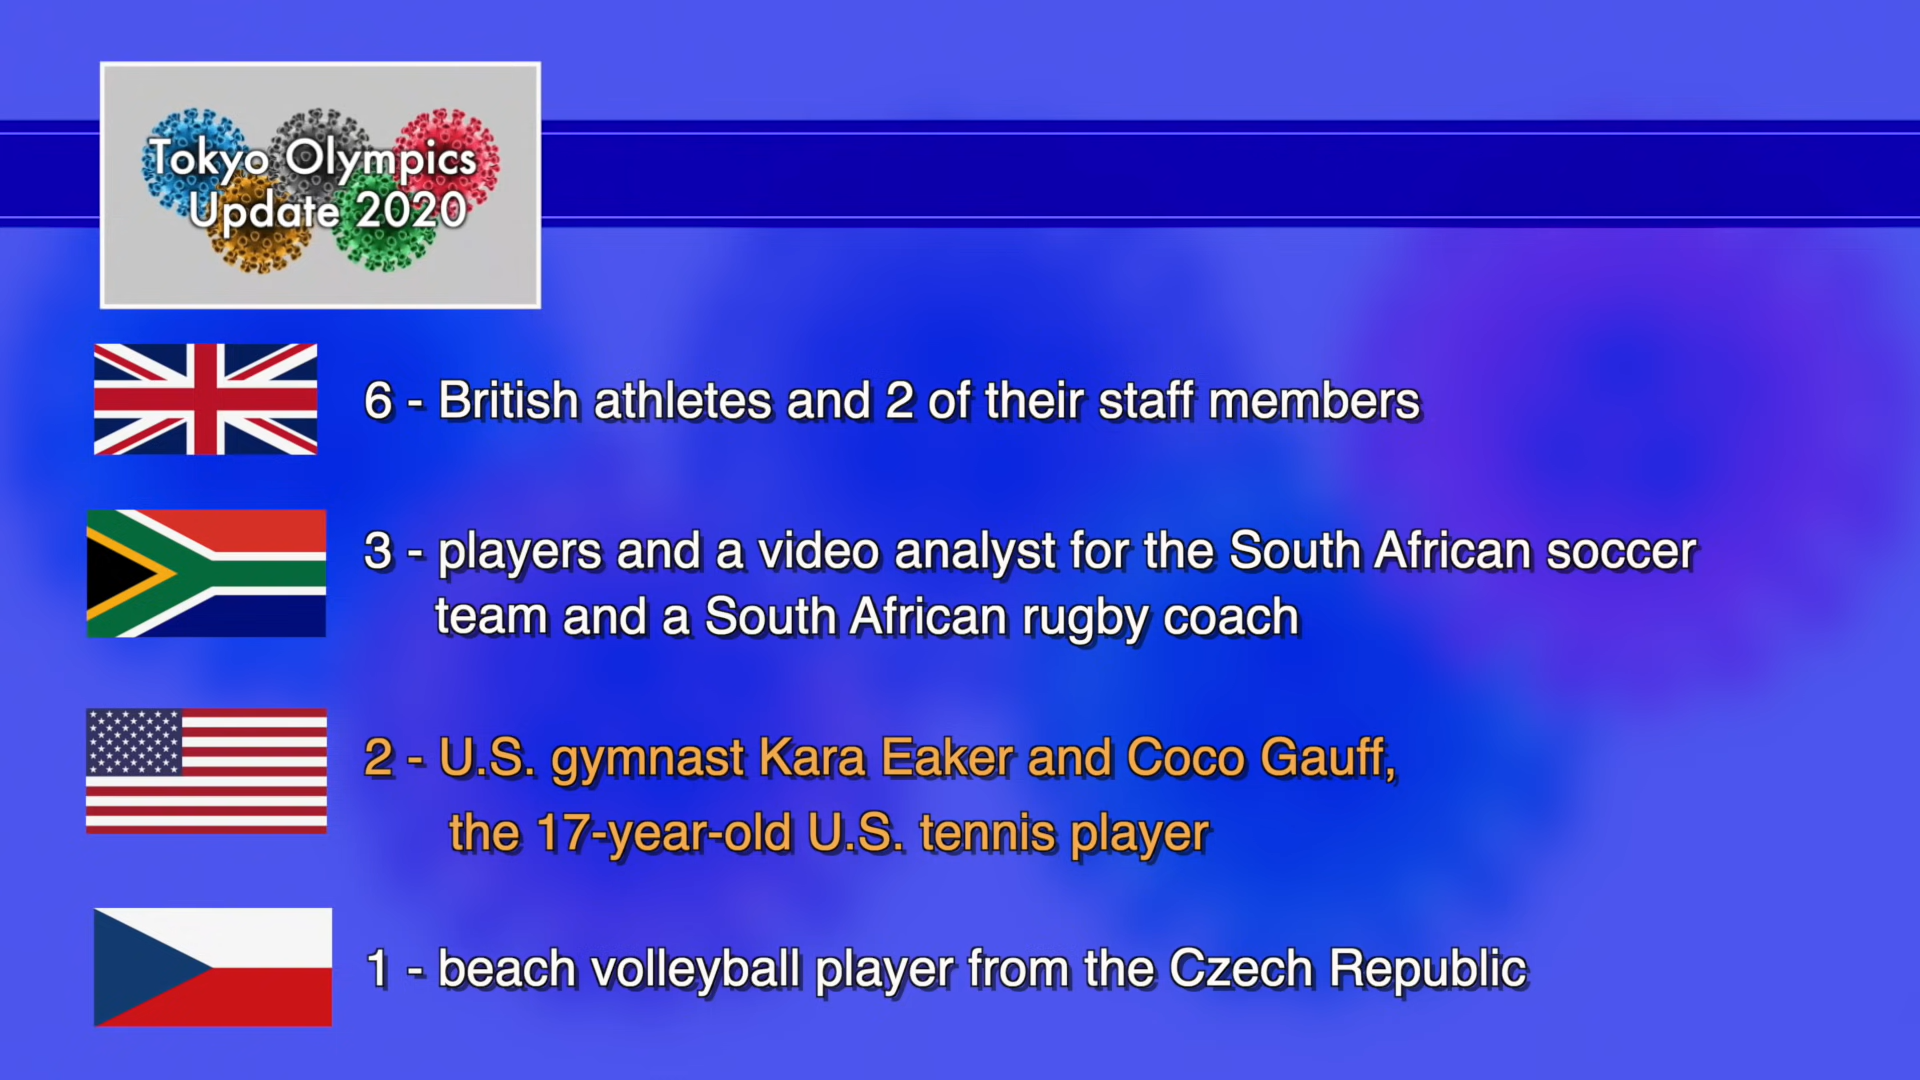 Tokyo Olympics
Update 2020
6 - British athletes and 2 of their staff members
3 - players and a video analyst for the South African soccer
team and a South African rugby coach
2 - U.S. gymnast Kara Eaker and Coco Gauff,
the 17-year-old U.S. tennis player
1 - beach volleyball player from the Czech Republic